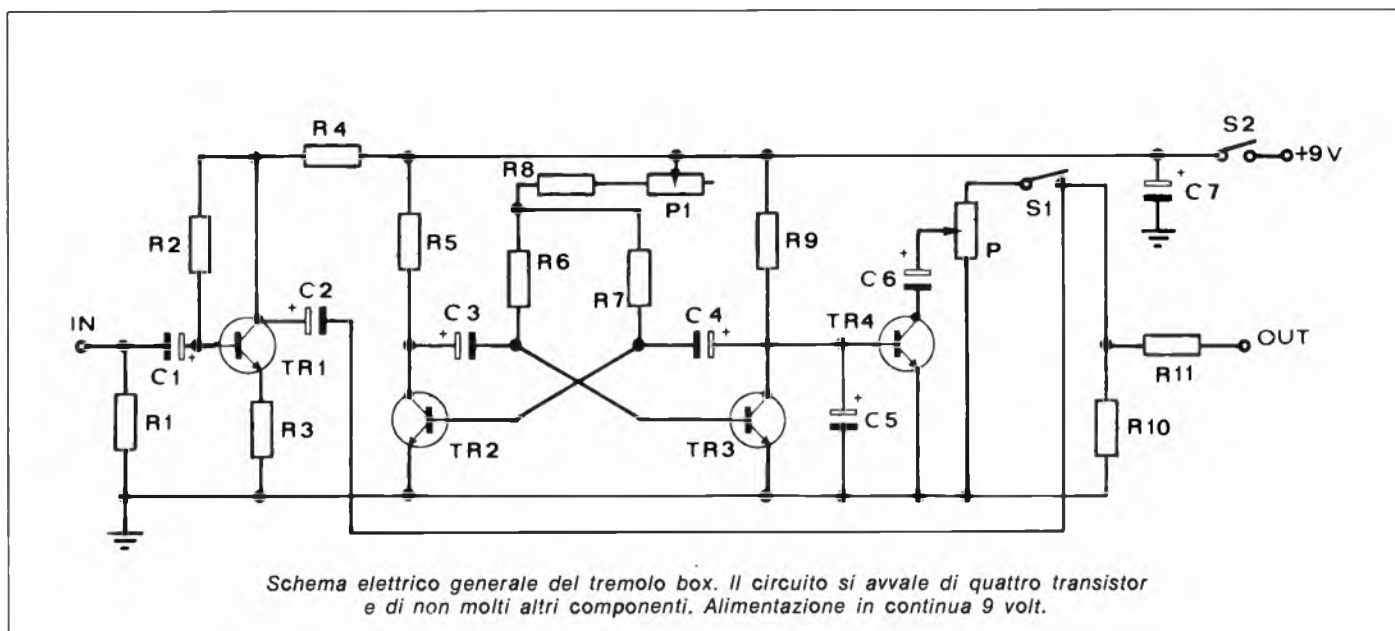 R4
S2
+9V
R8
P1
C7
S1
R2
R5
R6
R7
R9
P
C6
IN
C1
C2
C3
C4
TR4
OUT
TR1
R11
R1
R3
TR2
TR3
C5
R10
Schema elettrico generale del tremolo box. Il circuito si avvale di quattro transistor
e di non molti altri componenti. Alimentazione in continua 9 volt.